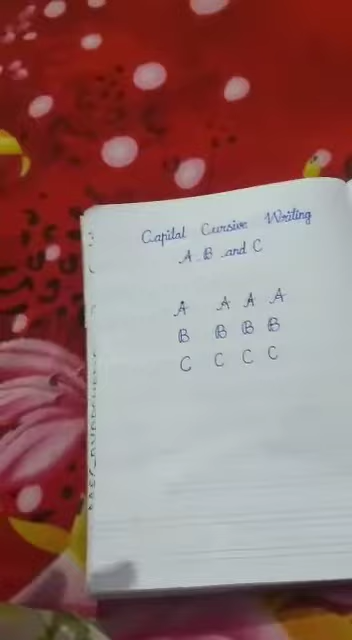 Capital Cursive Writing
A B and C
A A A A
B B B B
C C C C